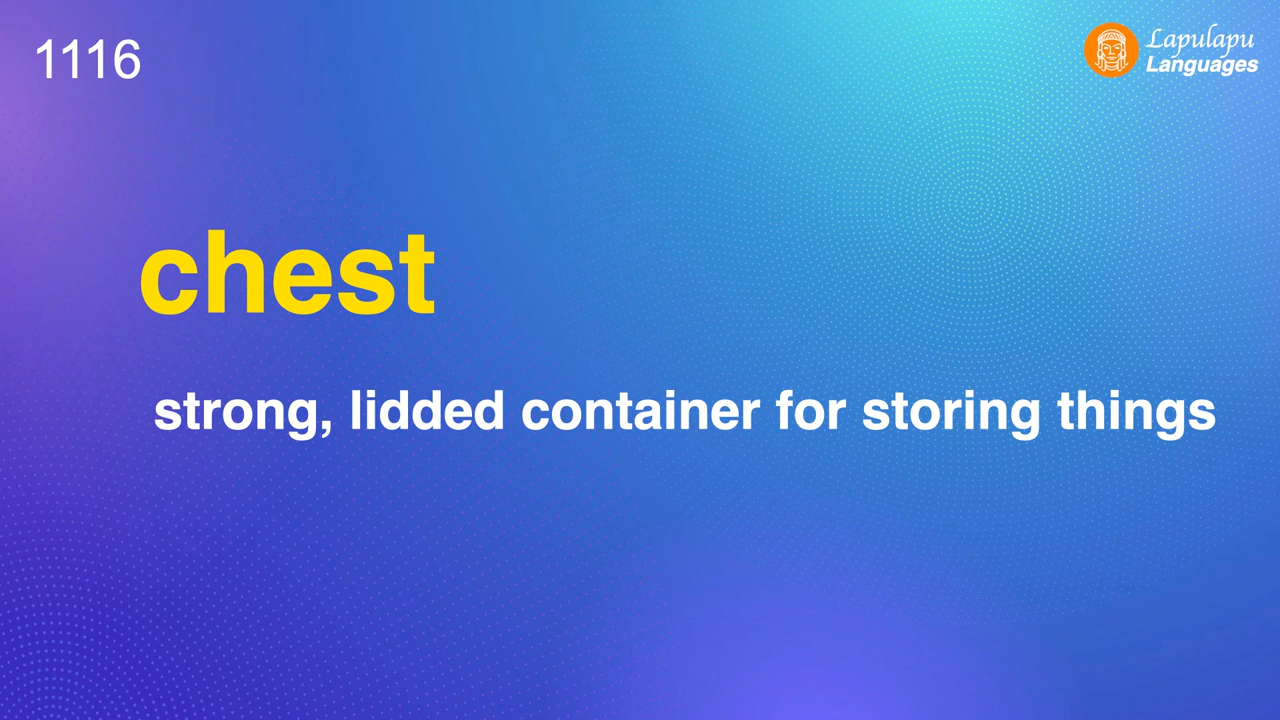 1116
Lapulapu
Languages
chest
strong, lidded container for storing things